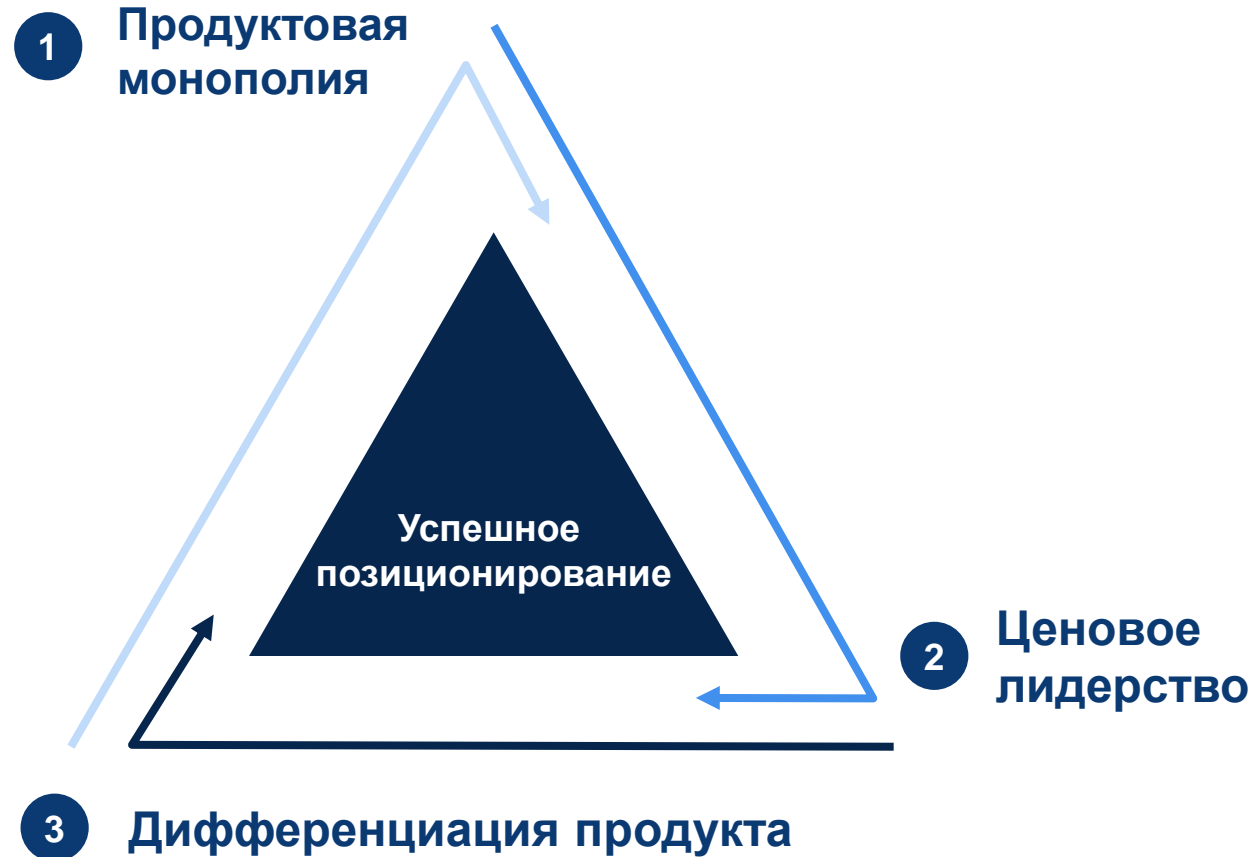 1
Продуктовая
монополия
Успешное
позиционирование
2
Ценовое
лидерство
3
Дифференциация продукта